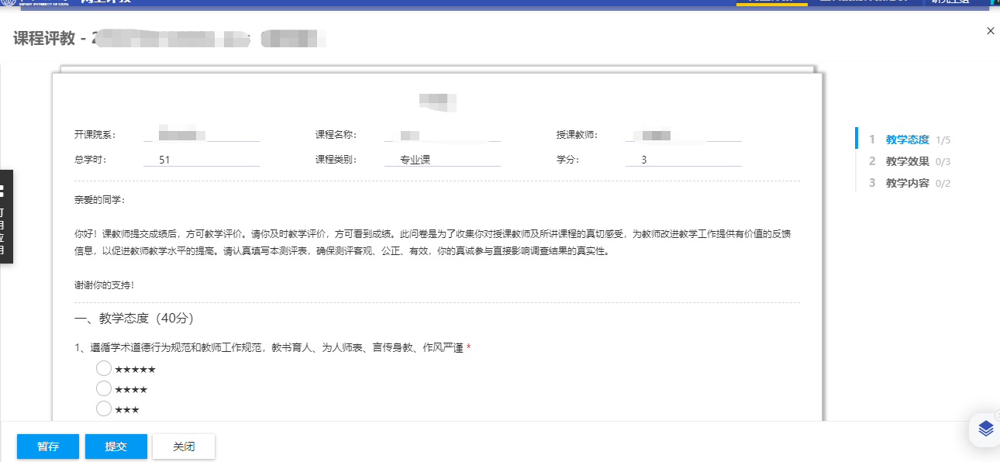 课程评教 - 2
开课院系：
课程名称：
授课教师：
总学时： 51
课程类别： 专业课
学分： 3
亲爱的同学：
你好！课教师提交成绩后，方可教学评价。请你及时教学评价，方可看到成绩。此问卷是为了收集你对授课教师及所讲课程的真切感受，为教师改进教学工作提供有价值的反馈
信息，以促进教师教学水平的提高。请认真填写本测评表，确保测评客观、公正、有效，你的真诚参与直接影响调查结果的真实性。
谢谢你的支持！
一、教学态度（40分）
1、遵循学术道德行为规范和教师工作规范，教书育人、为人师表、言传身教、作风严谨 *
★★★★★
★★★★
★★★
1 教学态度 1/5
2 教学效果 0/3
3 教学内容 0/2
暂存
提交
关闭